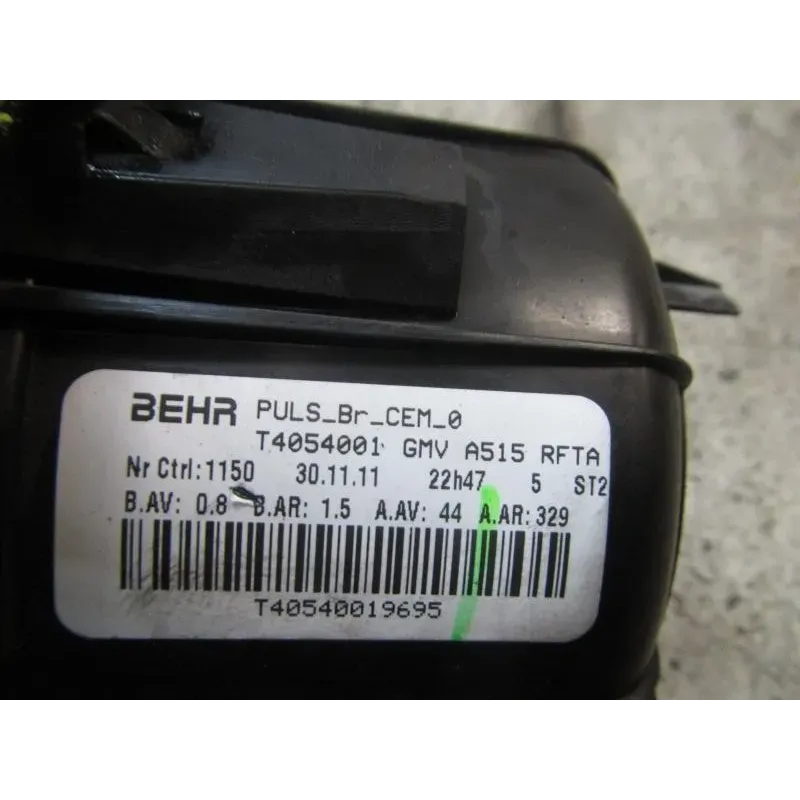 BEHR PULS_Br_CEM_0
T4054001 GMV A515 RFTA
Nr Ctrl:1150 30.11.11 22h47 5 ST2
B.AV: 0.8 B.AR: 1.5 A.AV: 44 A.AR: 329
T40540019695